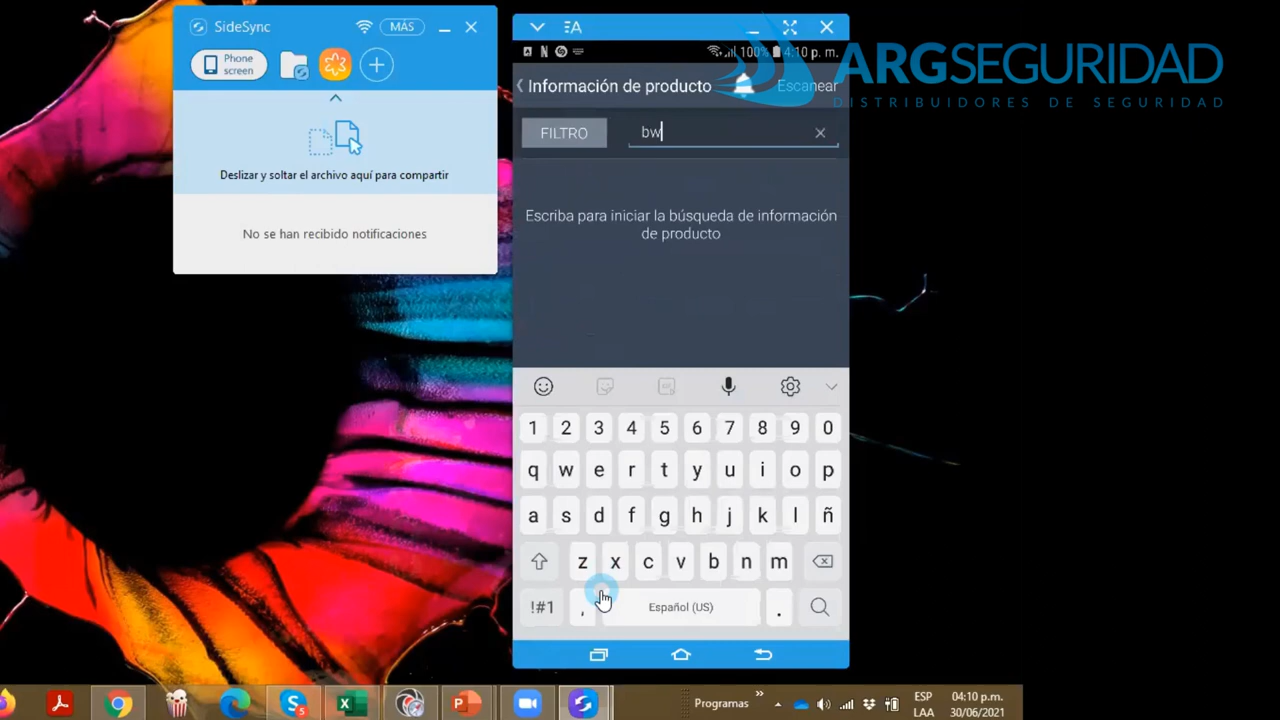 SideSync
MÁS
Phone
screen
Deslizar y soltar el archivo aquí para compartir
No se han recibido notificaciones
A
N
100% 4:10 p. m.
Información de producto
Escanear
FILTRO
bw
Escriba para iniciar la búsqueda de información
de producto
1 2 3 4 5 6 7 8 9 0
q w e r t y u i o p
a s d f g h j k l ñ
z x c v b n m
!#1 , Español (US) .
ARGSEGURIDAD
DISTRIBUIDORES DE SEGURIDAD
S 5
X
P
Programas
ESP
LAA
04:10 p.m.
30/06/2021